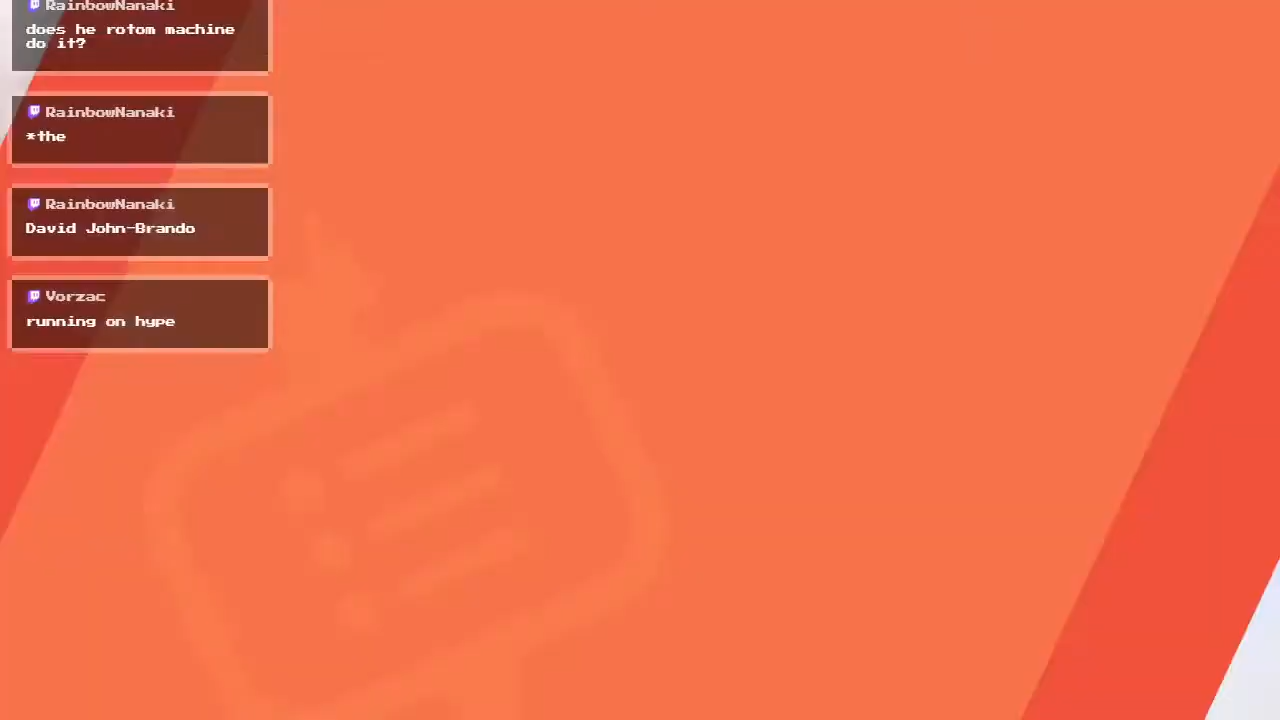 RainbowNanaki
does he rotom machine
do it?
RainbowNanaki
*the
RainbowNanaki
David John-Brando
Vorzac
running on hype